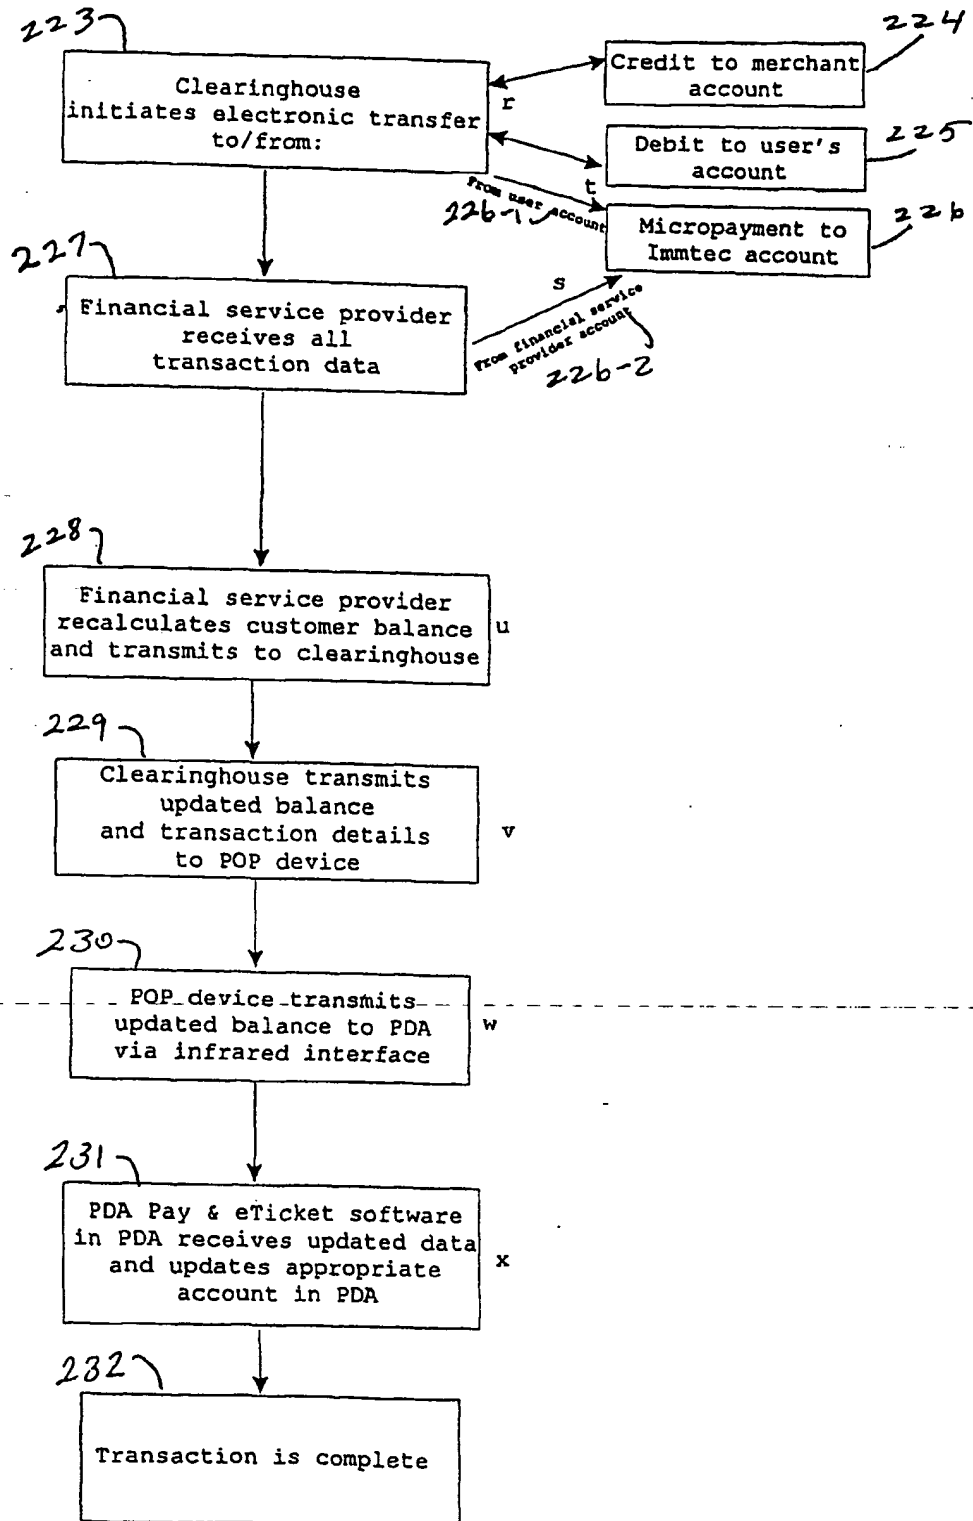 223
Clearinghouse
initiates electronic transfer
to/from:
r
Credit to merchant
account
224
Debit to user's
account
225
t
From user account
226-1
Micropayment to
Immtec account
226
227
Financial service provider
receives all
transaction data
s
From financial service
provider account
226-2
228
Financial service provider
recalculates customer balance
and transmits to clearinghouse
u
229
Clearinghouse transmits
updated balance
and transaction details
to POP device
v
230
POP device transmits
updated balance to PDA
via infrared interface
w
231
PDA Pay & eTicket software
in PDA receives updated data
and updates appropriate
account in PDA
x
232
Transaction is complete